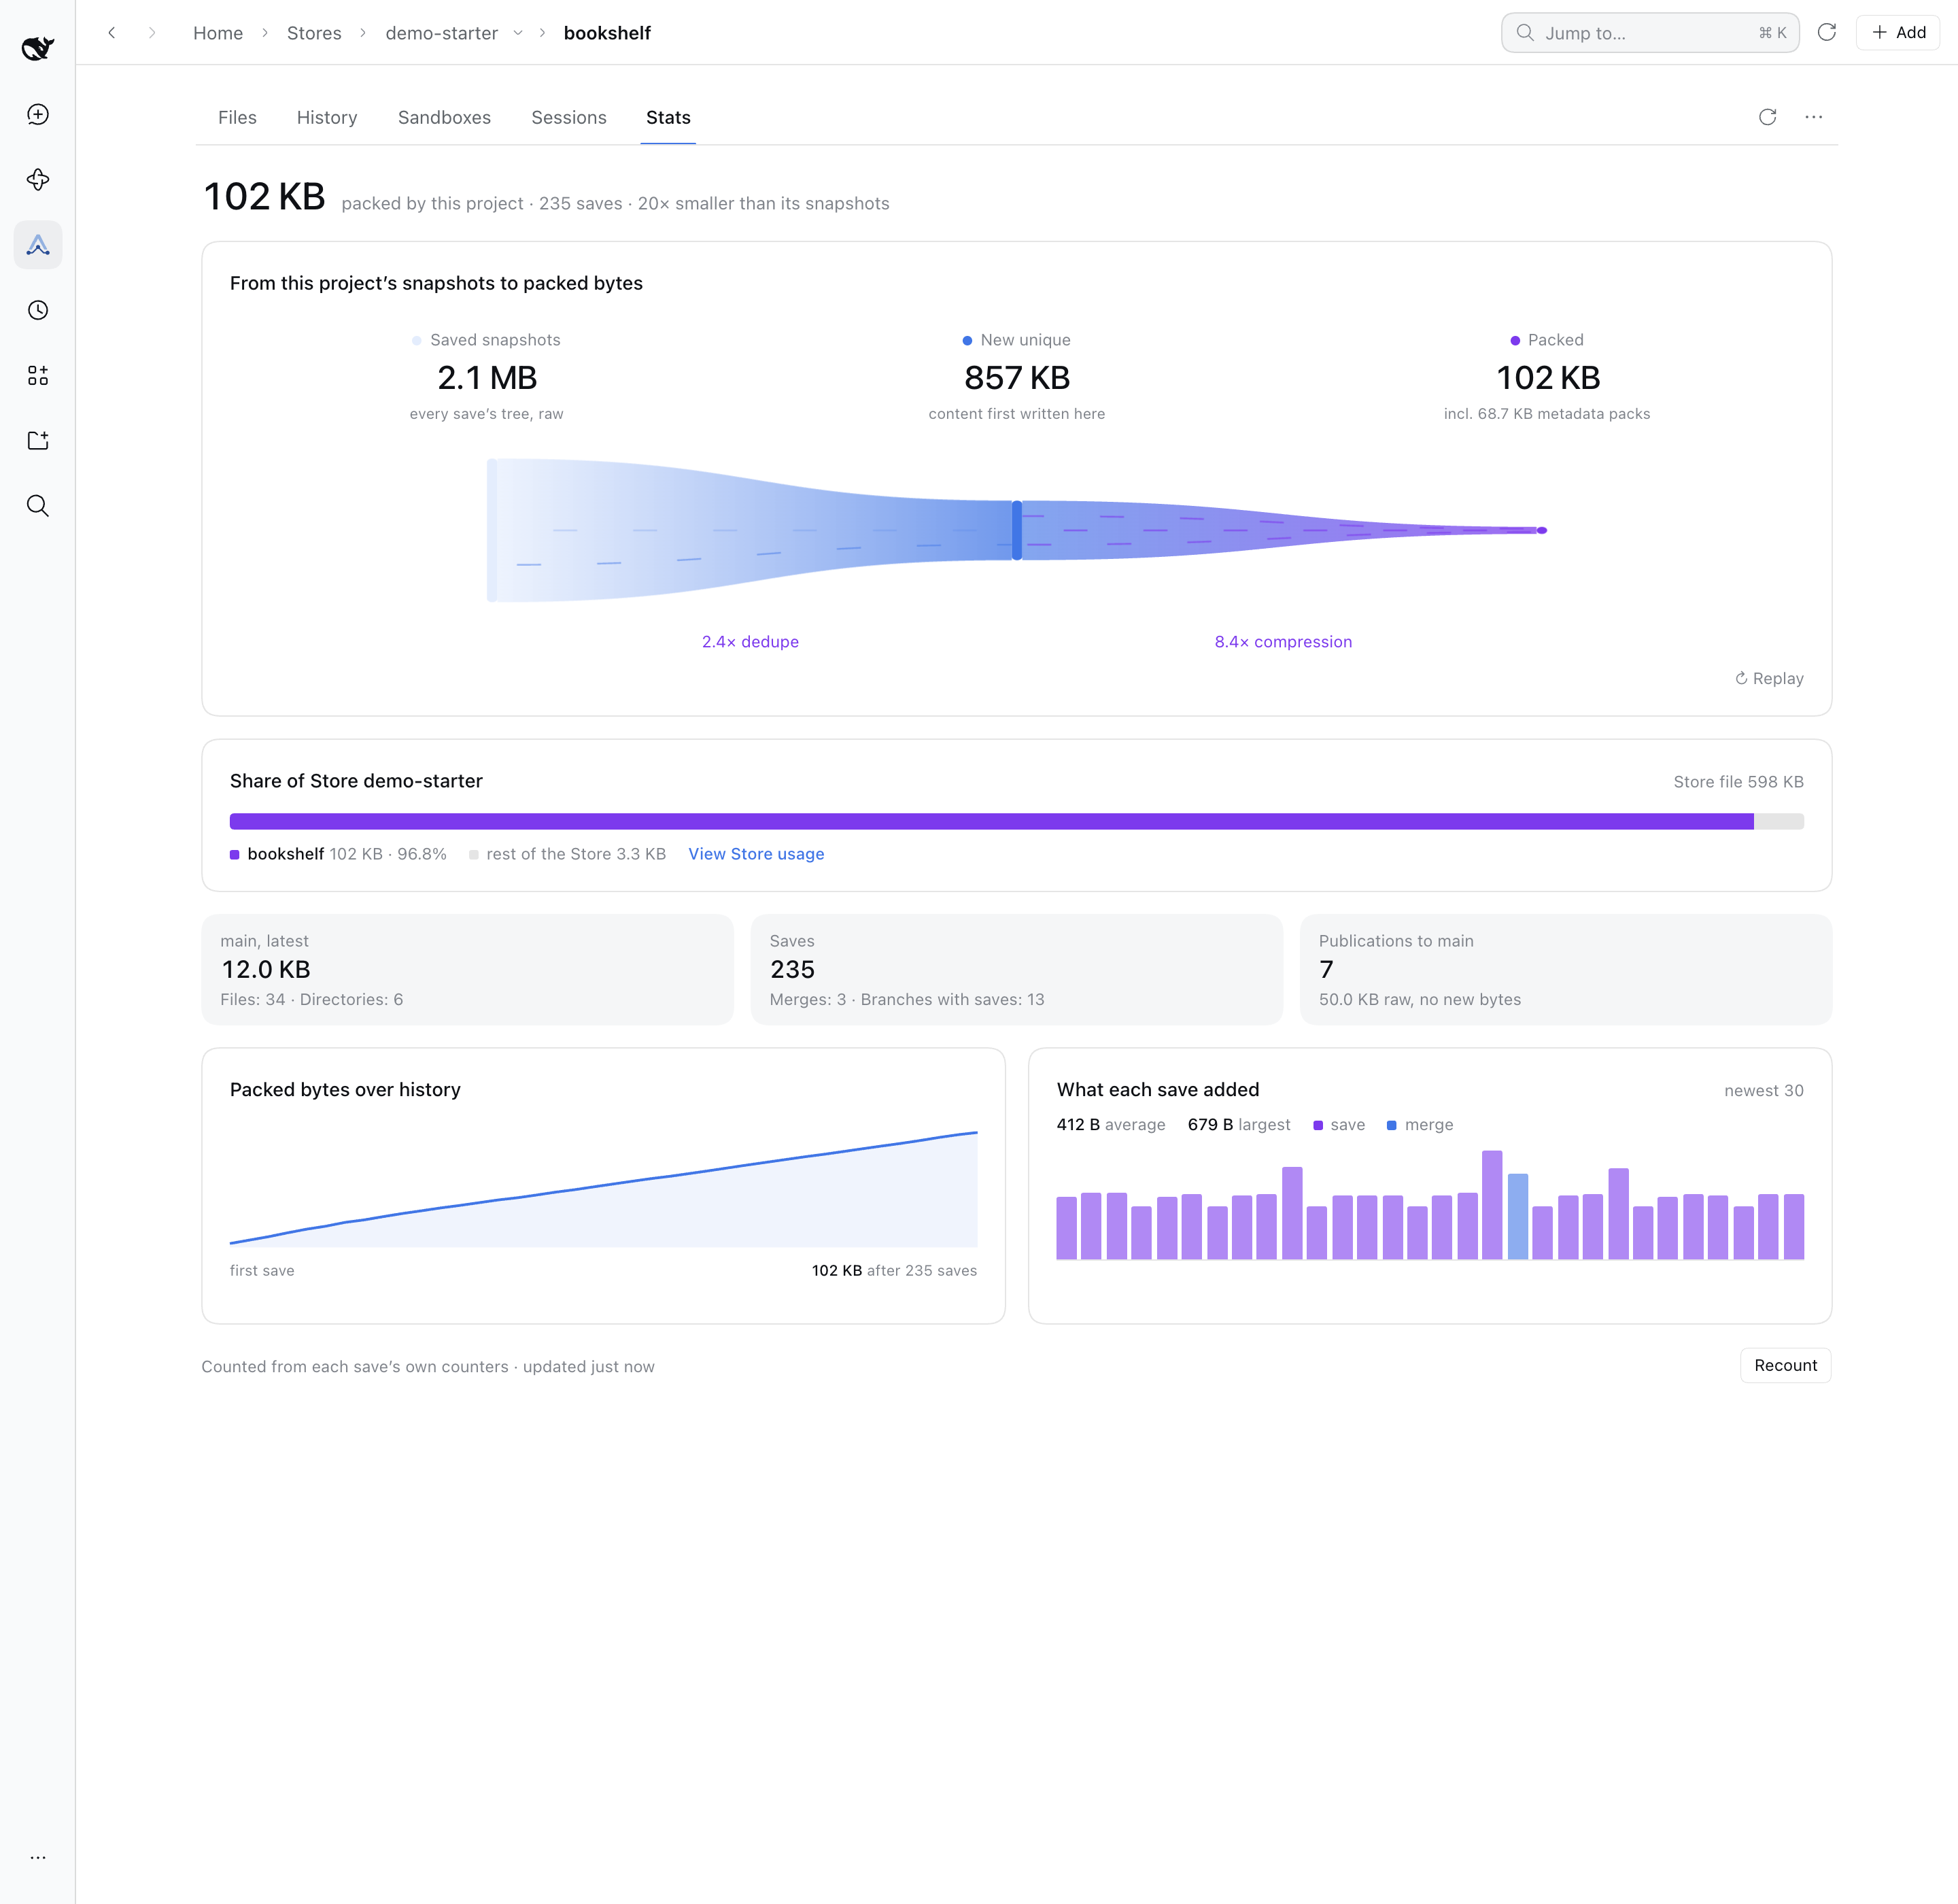 Home > Stores > demo-starter > bookshelf
Jump to... ⌘ K
+ Add
Files History Sandboxes Sessions Stats
102 KB packed by this project · 235 saves · 20× smaller than its snapshots
From this project’s snapshots to packed bytes
Saved snapshots
2.1 MB
every save’s tree, raw
New unique
857 KB
content first written here
Packed
102 KB
incl. 68.7 KB metadata packs
2.4× dedupe
8.4× compression
Replay
Share of Store demo-starter
Store file 598 KB
bookshelf 102 KB · 96.8% rest of the Store 3.3 KB View Store usage
main, latest
12.0 KB
Files: 34 · Directories: 6
Saves
235
Merges: 3 · Branches with saves: 13
Publications to main
7
50.0 KB raw, no new bytes
Packed bytes over history
first save
102 KB after 235 saves
What each save added
newest 30
412 B average 679 B largest save merge
Counted from each save’s own counters · updated just now
Recount